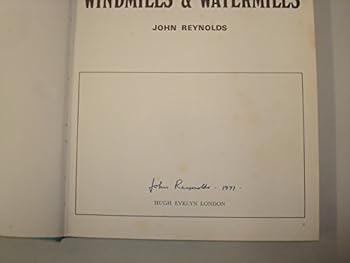 WINDMILLS & WATERMILLS
JOHN REYNOLDS
John Reynolds - 1971 -
HUGH EVELYN LONDON